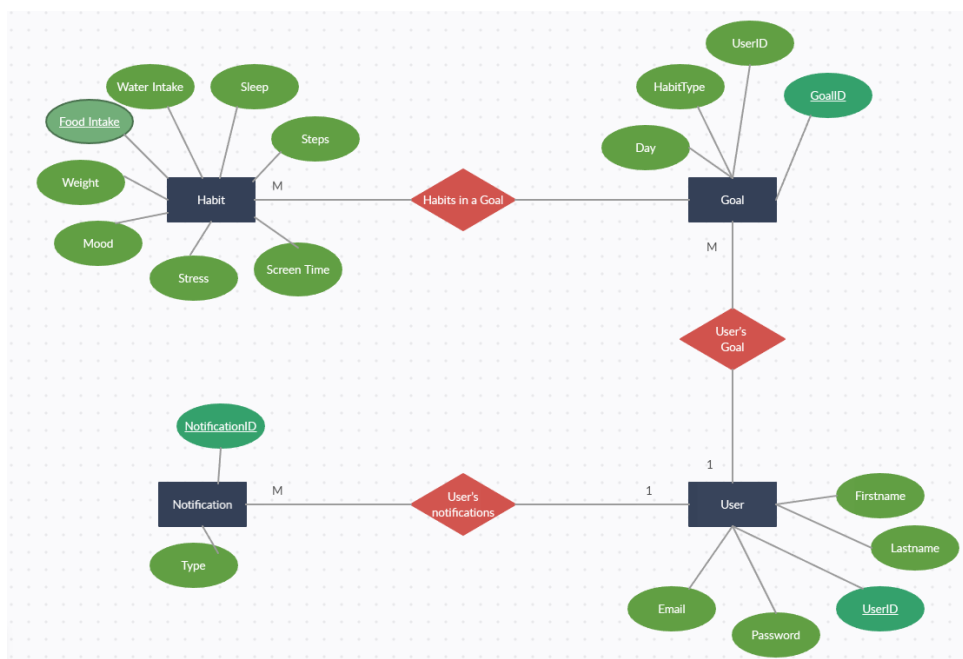 UserID
Water Intake
Sleep
HabitType
GoalID
Food Intake
Steps
Day
Weight
Habit
M
Habits in a Goal
Goal
Mood
M
Stress
Screen Time
User's
Goal
NotificationID
1
Notification
M
User's
notifications
1
User
Firstname
Lastname
Type
Email
Password
UserID